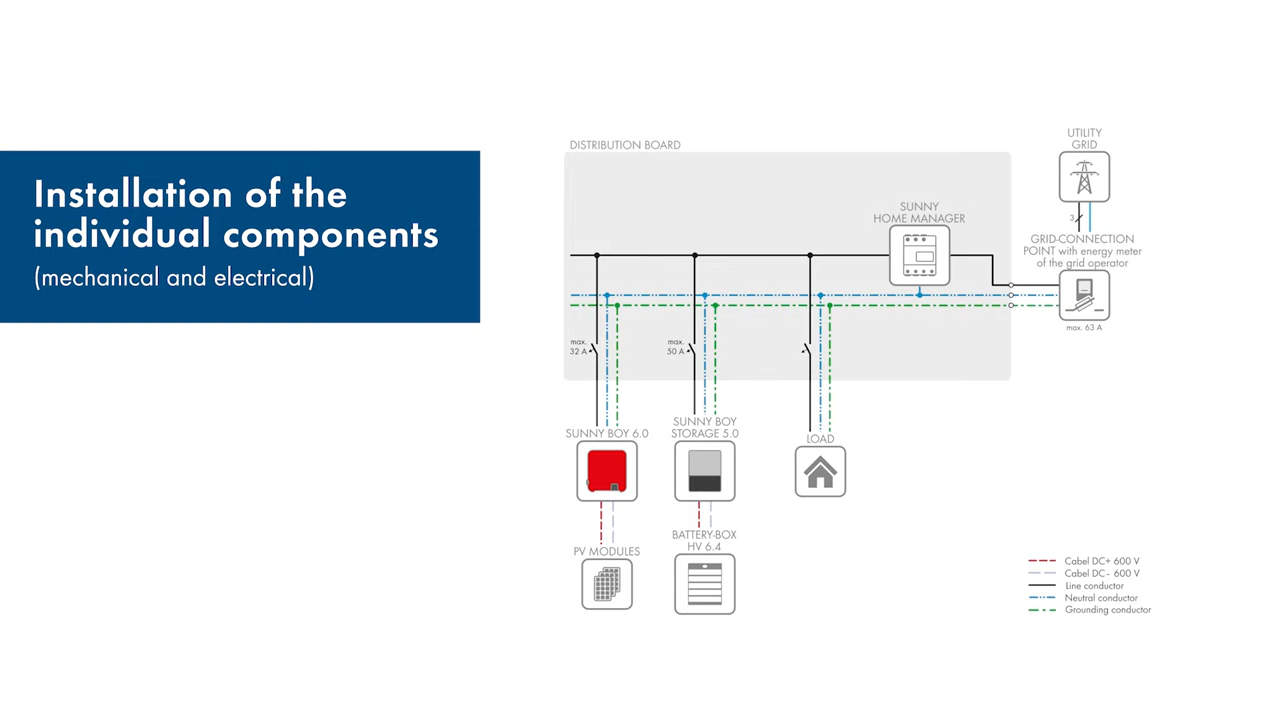 Installation of the
individual components
(mechanical and electrical)
DISTRIBUTION BOARD
UTILITY
GRID
SUNNY
HOME MANAGER
3
GRID-CONNECTION
POINT with energy meter
of the grid operator
max. 63 A
max.
32 A
max.
50 A
SUNNY BOY 6.0
SUNNY BOY
STORAGE 5.0
LOAD
PV MODULES
BATTERY-BOX
HV 6.4
Cabel DC+ 600 V
Cabel DC– 600 V
Line conductor
Neutral conductor
Grounding conductor